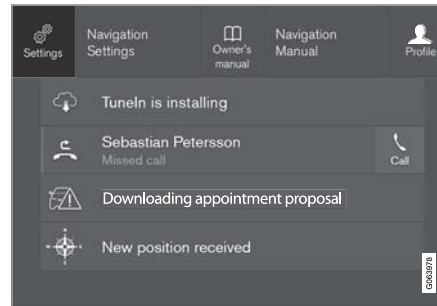 Navigation
Settings
Settings
Owner's
manual
Navigation
Manual
Profile
TuneIn is installing
Sebastian Petersson
Missed call
Call
Downloading appointment proposal
New position received
G063978